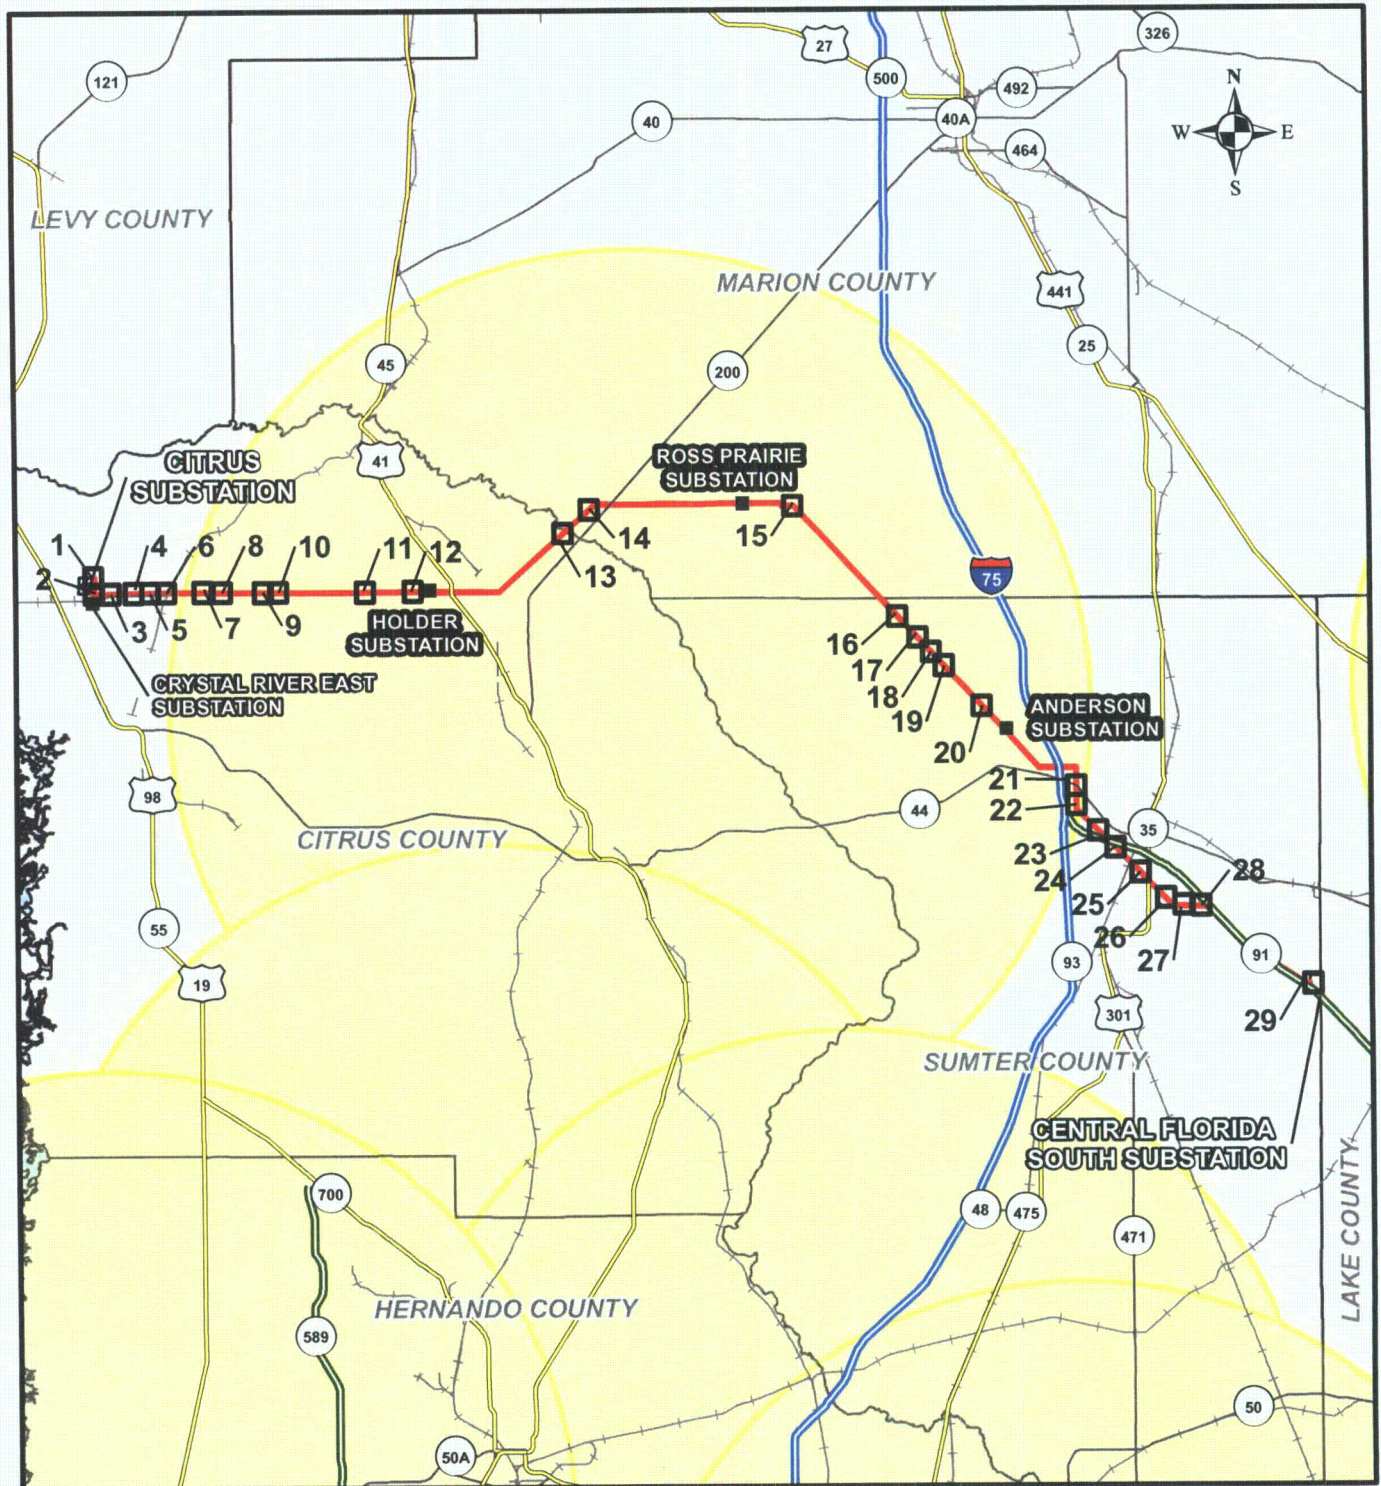 326
27
121
500
492
N
40
40A
W
E
464
S
LEVY COUNTY
MARION COUNTY
441
25
45
200
41
CITRUS
SUBSTATION
ROSS PRAIRIE
SUBSTATION
1
4
6
8
10
11
12
14
15
13
2
75
3
5
7
9
HOLDER
SUBSTATION
16
17
18
19
20
CRYSTAL RIVER EAST
SUBSTATION
ANDERSON
SUBSTATION
21
22
98
44
CITRUS COUNTY
35
23
24
28
25
26
27
55
93
91
19
301
29
SUMTER COUNTY
CENTRAL FLORIDA
SOUTH SUBSTATION
700
48
475
471
LAKE COUNTY
HERNANDO COUNTY
589
50
50A